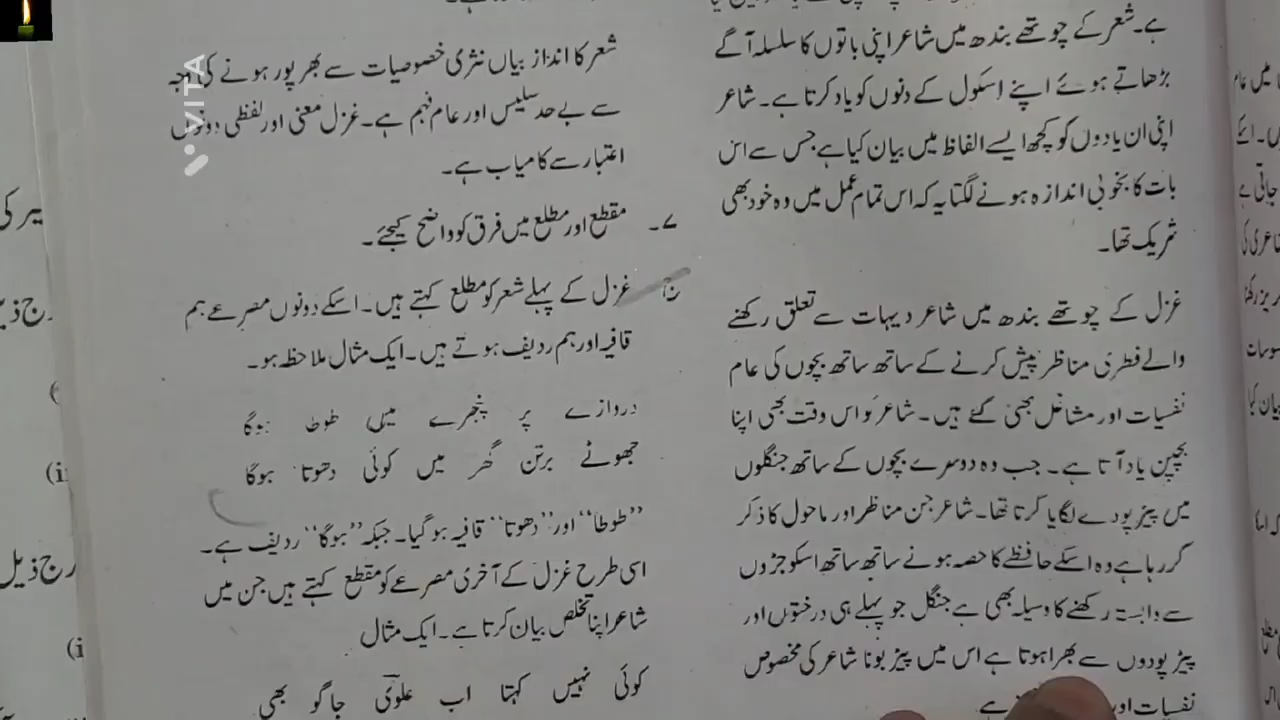 ہے۔ شعر کے چوتھے بندھ میں شاعر اپنی باتوں کا سلسلہ آگے
بڑھاتے ہوئے اپنے اسکول کے دنوں کو یاد کرتا ہے۔ شاعر
اپنی ان یادوں کو کچھ ایسے الفاظ میں بیان کیا ہے جس سے اس
بات کا بخوبی اندازہ ہونے لگتا یہ کہ اس تمام عمل میں وہ خود بھی
شریک تھا۔
غزل کے چوتھے بندھ میں شاعر دیہات سے تعلق رکھنے
والے فطری مناظر پیش کرنے کے ساتھ ساتھ بچوں کی عام
نفسیات اور مشاغل بھی گئے ہیں۔ شاعر کو اس وقت بھی اپنا
بچپن یاد آتا ہے۔ جب وہ دوسرے بچوں کے ساتھ جنگلوں
میں پیڑ پودے لگایا کرتا تھا۔ شاعر جن مناظر اور ماحول کا ذکر
کر رہا ہے وہ اسکے حافظے کا حصہ ہونے ساتھ ساتھ اسکو جڑوں
سے وابستہ رکھنے کا وسیلہ بھی ہے جنگل جو پہلے ہی درختوں اور
پیڑ پودوں سے بھرا ہوتا ہے اس میں پیڑ بونا شاعر کی مخصوص
نفسیات اور ہے
شعر کا انداز بیاں نثری خصوصیات سے بھر پور ہونے کی وجہ
سے بے حد سلیس اور عام فہم ہے۔ غزل معنی اور لفظی دونوں
اعتبار سے کامیاب ہے۔
۷۔ مقطع اور مطلع میں فرق کو واضح کیجئے۔
ج غزل کے پہلے شعر کو مطلع کہتے ہیں۔ اسکے دونوں مصرعے ہم
قافیہ اور ہم ردیف ہوتے ہیں۔ ایک مثال ملاحظہ ہو۔
دروازے پر پنجرے میں طوطا ہوگا
جھوٹے برتن گھر میں کوئی دھوتا ہوگا
”طوطا“ اور ”دھوتا“ قافیہ ہوگیا۔ جبکہ ”ہوگا“ ردیف ہے۔
اسی طرح غزل کے آخری مصرعے کو مقطع کہتے ہیں جن میں
شاعر اپنا تخلص بیان کرتا ہے۔ ایک مثال
کوئی نہیں کہتا اب علوی جاگو بھی
VITA